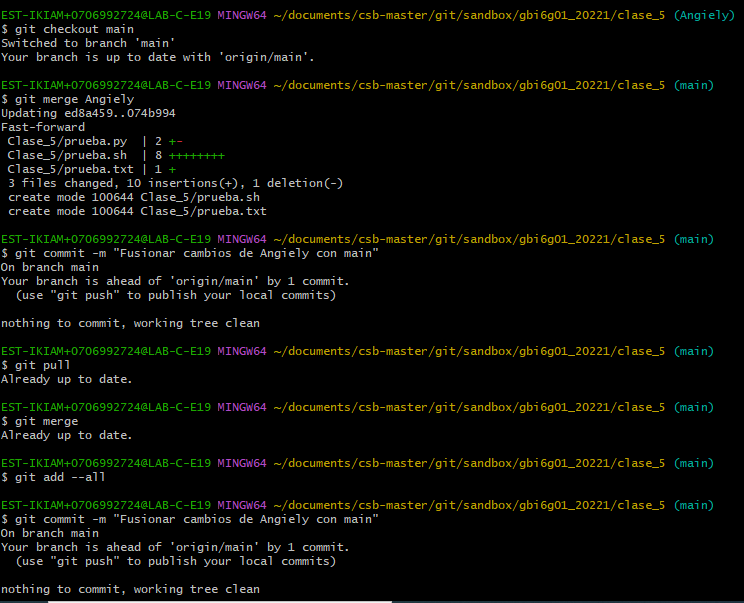 EST-IKIAM+0706992724@LAB-C-E19 MINGW64 ~/documents/csb-master/git/sandbox/gbi6g01_20221/clase_5 (Angiely)
$ git checkout main
Switched to branch 'main'
Your branch is up to date with 'origin/main'.

EST-IKIAM+0706992724@LAB-C-E19 MINGW64 ~/documents/csb-master/git/sandbox/gbi6g01_20221/clase_5 (main)
$ git merge Angiely
Updating ed8a459..074b994
Fast-forward
 Clase_5/prueba.py  | 2 +-
 Clase_5/prueba.sh  | 8 ++++++++
 Clase_5/prueba.txt | 1 +
 3 files changed, 10 insertions(+), 1 deletion(-)
 create mode 100644 Clase_5/prueba.sh
 create mode 100644 Clase_5/prueba.txt

EST-IKIAM+0706992724@LAB-C-E19 MINGW64 ~/documents/csb-master/git/sandbox/gbi6g01_20221/clase_5 (main)
$ git commit -m "Fusionar cambios de Angiely con main"
On branch main
Your branch is ahead of 'origin/main' by 1 commit.
  (use "git push" to publish your local commits)

nothing to commit, working tree clean

EST-IKIAM+0706992724@LAB-C-E19 MINGW64 ~/documents/csb-master/git/sandbox/gbi6g01_20221/clase_5 (main)
$ git pull
Already up to date.

EST-IKIAM+0706992724@LAB-C-E19 MINGW64 ~/documents/csb-master/git/sandbox/gbi6g01_20221/clase_5 (main)
$ git merge
Already up to date.

EST-IKIAM+0706992724@LAB-C-E19 MINGW64 ~/documents/csb-master/git/sandbox/gbi6g01_20221/clase_5 (main)
$ git add --all

EST-IKIAM+0706992724@LAB-C-E19 MINGW64 ~/documents/csb-master/git/sandbox/gbi6g01_20221/clase_5 (main)
$ git commit -m "Fusionar cambios de Angiely con main"
On branch main
Your branch is ahead of 'origin/main' by 1 commit.
  (use "git push" to publish your local commits)

nothing to commit, working tree clean